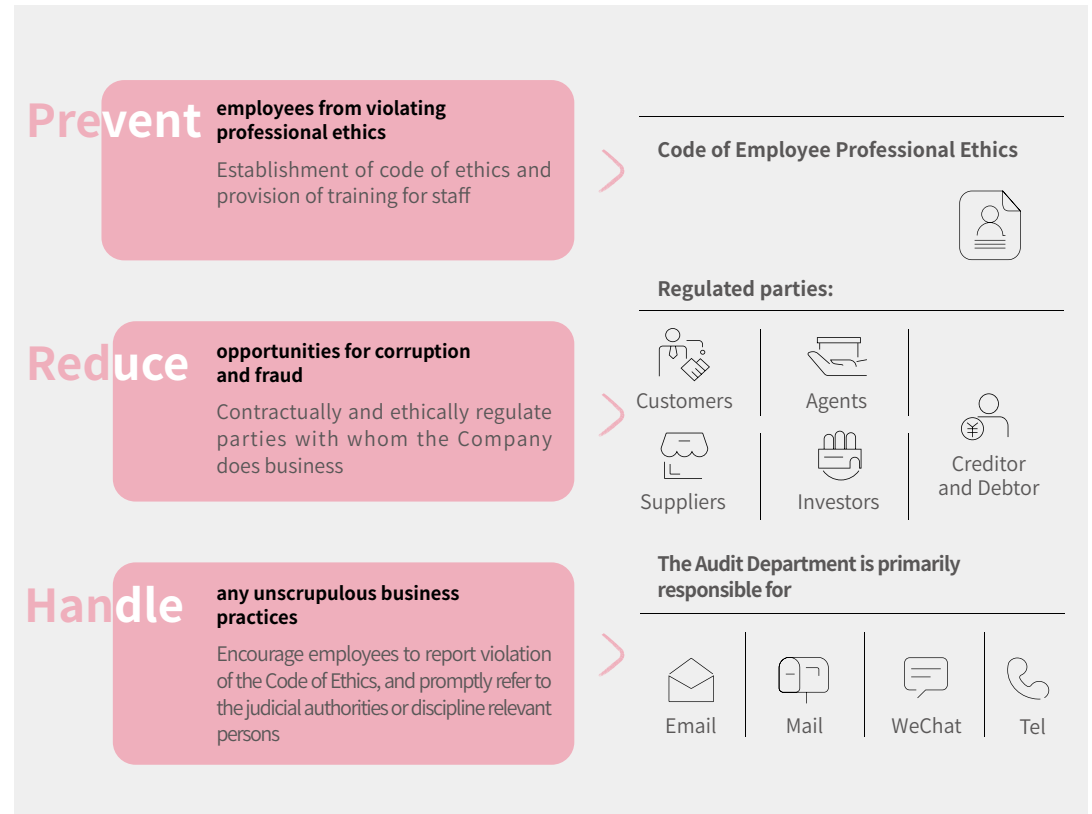 Prevent
employees from violating
professional ethics
Establishment of code of ethics and
provision of training for staff
Code of Employee Professional Ethics
Reduce
opportunities for corruption
and fraud
Contractually and ethically regulate
parties with whom the Company
does business
Regulated parties:
Customers
Agents
Suppliers
Investors
¥
Creditor
and Debtor
Handle
any unscrupulous business
practices
Encourage employees to report violation
of the Code of Ethics, and promptly refer to
the judicial authorities or discipline relevant
persons
The Audit Department is primarily
responsible for
Email
Mail
WeChat
Tel